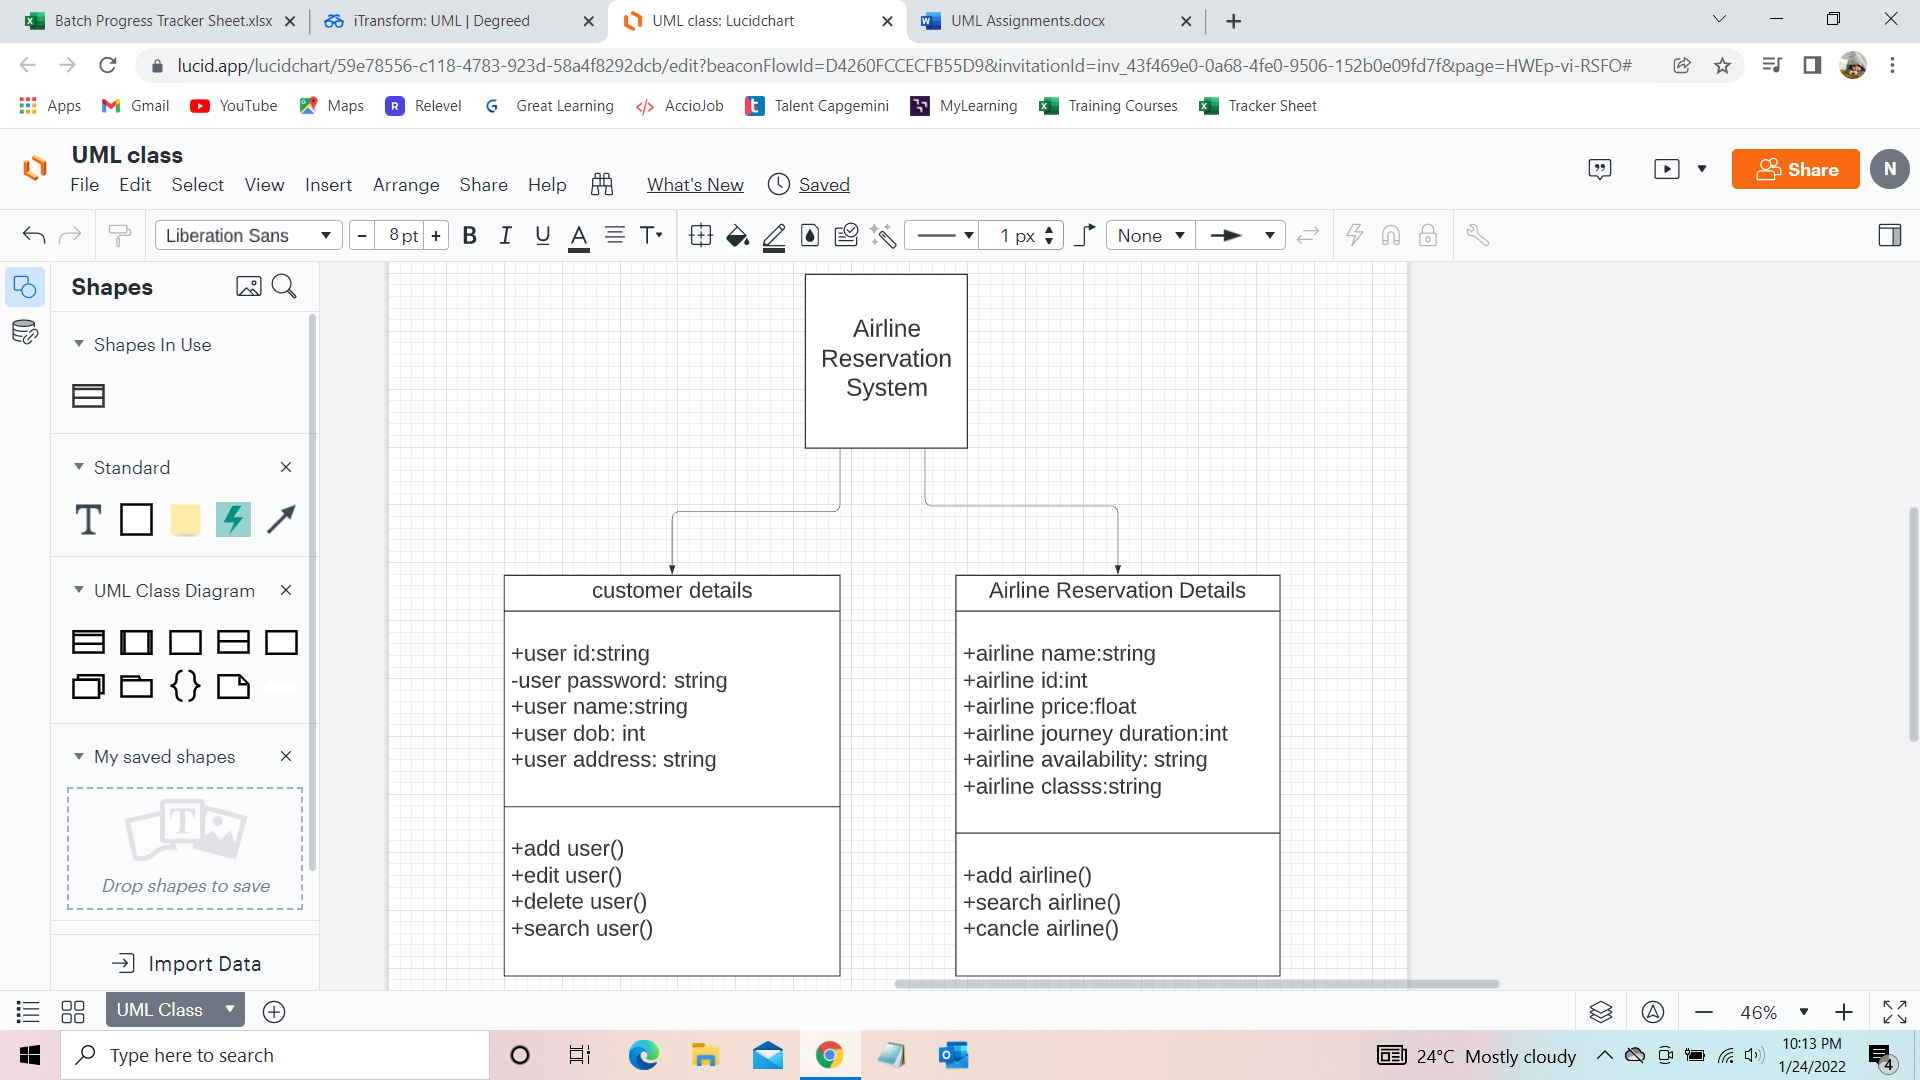 Batch Progress Tracker Sheet.xlsx
iTransform: UML | Degreed
UML class: Lucidchart
UML Assignments.docx
lucid.app/lucidchart/59e78556-c118-4783-923d-58a4f8292dcb/edit?beaconFlowId=D4260FCCECFB55D9&invitationId=inv_43f469e0-0a68-4fe0-9506-152b0e09fd7f&page=HWEp-vi-RSFO#
Apps Gmail YouTube Maps Relevel Great Learning AccioJob Talent Capgemini MyLearning Training Courses Tracker Sheet
UML class
File Edit Select View Insert Arrange Share Help What's New Saved
Share
N
Liberation Sans - 8 pt + B I U A T 1 px None
Shapes
Shapes In Use
Standard
T
UML Class Diagram
My saved shapes
T
Drop shapes to save
Import Data
Airline
Reservation
System
customer details
+user id:string
-user password: string
+user name:string
+user dob: int
+user address: string
+add user()
+edit user()
+delete user()
+search user()
Airline Reservation Details
+airline name:string
+airline id:int
+airline price:float
+airline journey duration:int
+airline availability: string
+airline classs:string
+add airline()
+search airline()
+cancle airline()
UML Class
46%
Type here to search
24°C Mostly cloudy
10:13 PM
1/24/2022
4